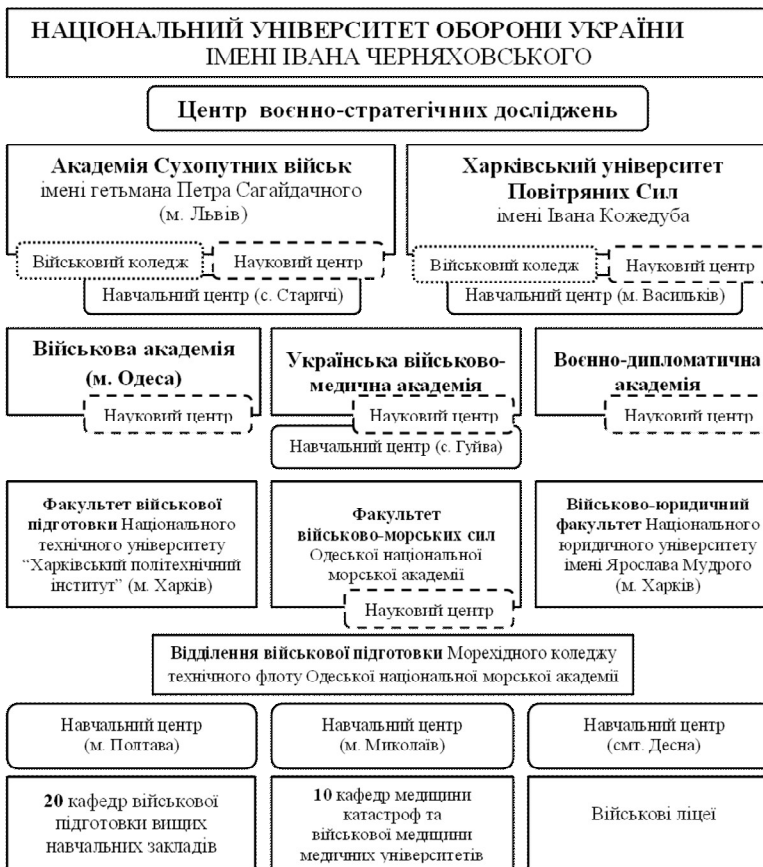 НАЦІОНАЛЬНИЙ УНІВЕРСИТЕТ ОБОРОНИ УКРАЇНИ
ІМЕНІ ІВАНА ЧЕРНЯХОВСЬКОГО
Центр воєнно-стратегічних досліджень
Академія Сухопутних військ
імені гетьмана Петра Сагайдачного
(м. Львів)
Військовий коледж
Науковий центр
Навчальний центр (с. Старичі)
Харківський університет
Повітряних Сил
імені Івана Кожедуба
Військовий коледж
Науковий центр
Навчальний центр (м. Васильків)
Військова академія
(м. Одеса)
Науковий центр
Українська військово-
медична академія
Науковий центр
Навчальний центр (с. Гуйва)
Воєнно-дипломатична
академія
Науковий центр
Факультет військової
підготовки Національного
технічного університету
“Харківський політехнічний
інститут” (м. Харків)
Факультет
військово-морських сил
Одеської національної
морської академії
Науковий центр
Військово-юридичний
факультет Національного
юридичного університету
імені Ярослава Мудрого
(м. Харків)
Відділення військової підготовки Морехідного коледжу
технічного флоту Одеської національної морської академії
Навчальний центр
(м. Полтава)
Навчальний центр
(м. Миколаїв)
Навчальний центр
(смт. Десна)
20 кафедр військової
підготовки вищих
навчальних закладів
10 кафедр медицини
катастроф та
військової медицини
медичних університетів
Військові ліцеї